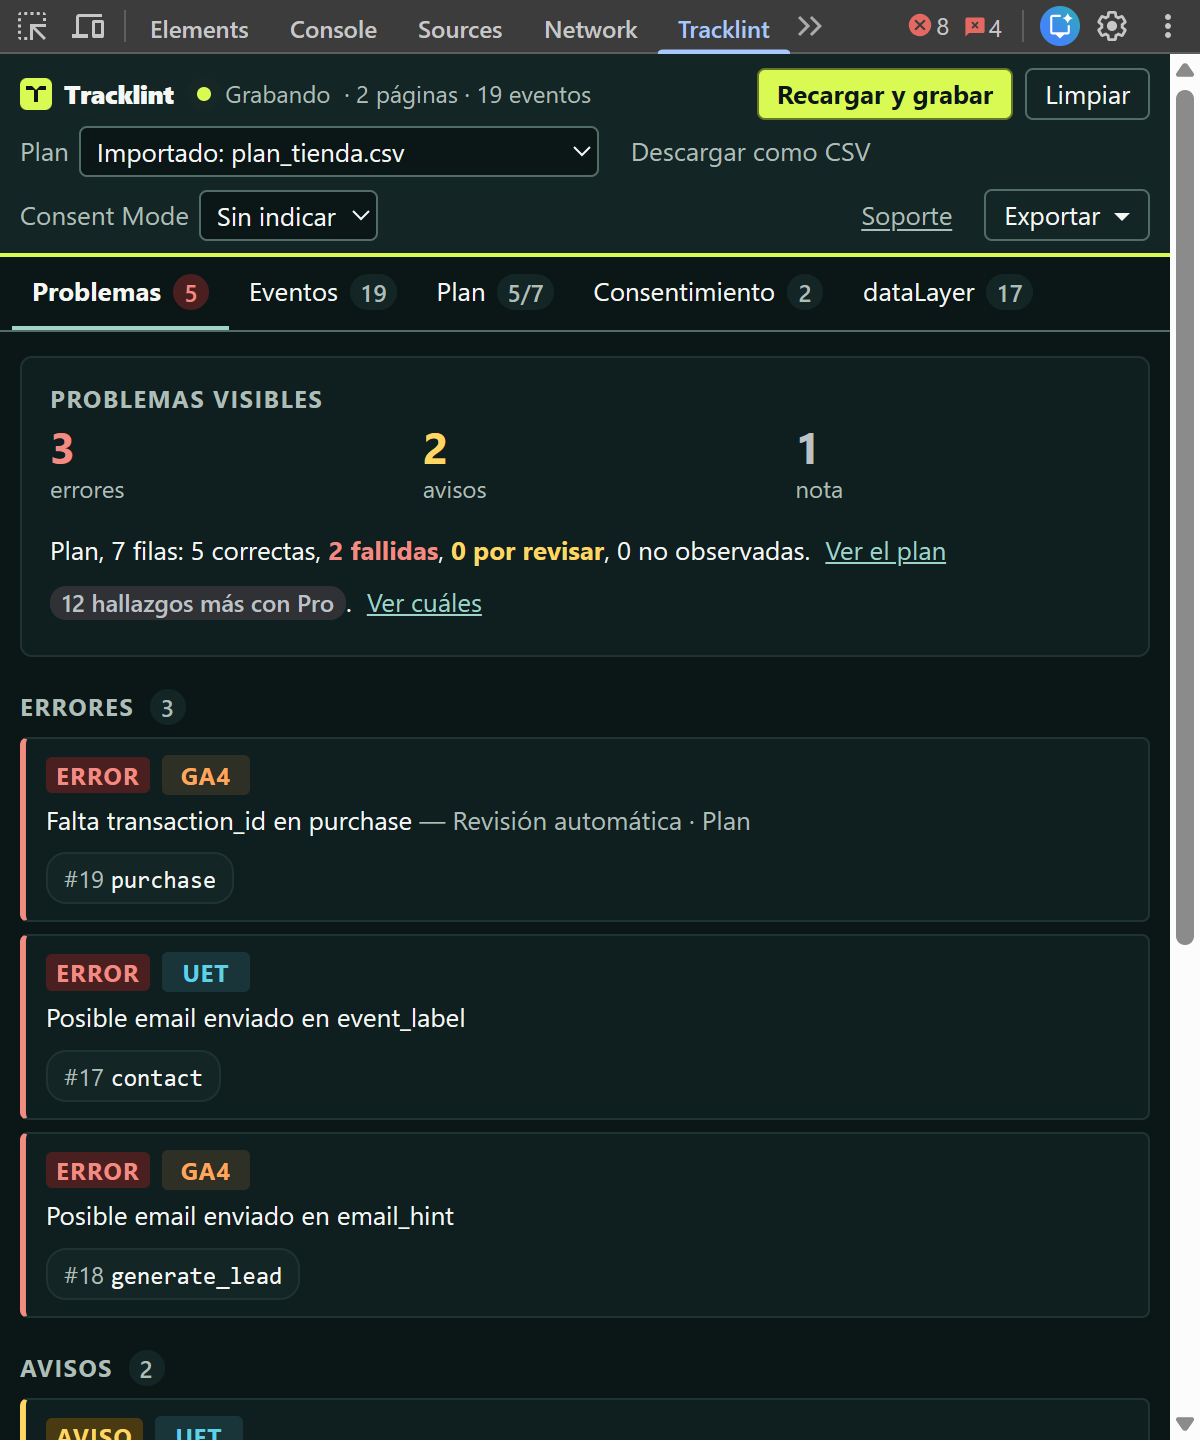 Elements Console Sources Network Tracklint 8 4
Tracklint Grabando · 2 páginas · 19 eventos Recargar y grabar Limpiar
Plan Importado: plan_tienda.csv Descargar como CSV
Consent Mode Sin indicar Soporte Exportar
Problemas 5 Eventos 19 Plan 5/7 Consentimiento 2 dataLayer 17
PROBLEMAS VISIBLES
3 2 1
errores avisos nota
Plan, 7 filas: 5 correctas, 2 fallidas, 0 por revisar, 0 no observadas. Ver el plan
12 hallazgos más con Pro. Ver cuáles
ERRORES 3
ERROR GA4
Falta transaction_id en purchase — Revisión automática · Plan
#19 purchase
ERROR UET
Posible email enviado en event_label
#17 contact
ERROR GA4
Posible email enviado en email_hint
#18 generate_lead
AVISOS 2
AVISO UET